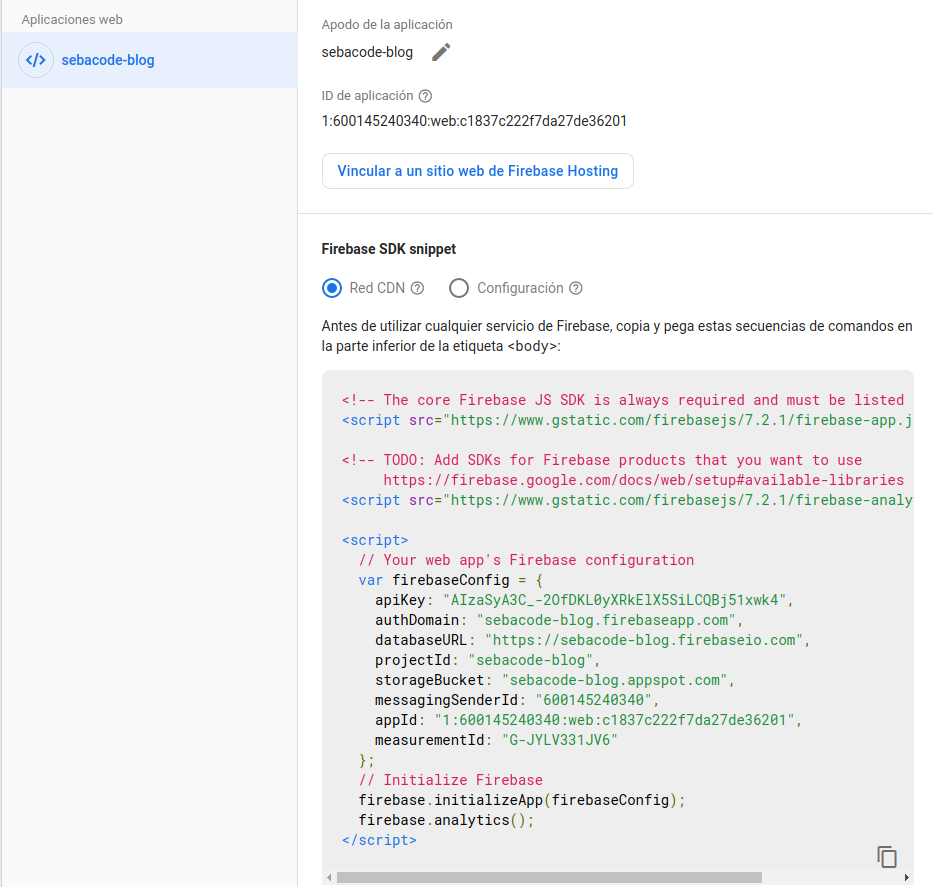 Aplicaciones web
sebacode-blog
Apodo de la aplicación
sebacode-blog
ID de aplicación
1:600145240340:web:c1837c222f7da27de36201
Vincular a un sitio web de Firebase Hosting
Firebase SDK snippet
Red CDN Configuración
Antes de utilizar cualquier servicio de Firebase, copia y pega estas secuencias de comandos en
la parte inferior de la etiqueta <body>:
<!-- The core Firebase JS SDK is always required and must be listed
<script src="https://www.gstatic.com/firebasejs/7.2.1/firebase-app.j
<!-- TODO: Add SDKs for Firebase products that you want to use
https://firebase.google.com/docs/web/setup#available-libraries
<script src="https://www.gstatic.com/firebasejs/7.2.1/firebase-analy
<script>
// Your web app's Firebase configuration
var firebaseConfig = {
apiKey: "AIzaSyA3C_-2OfDKL0yXRkElX5SiLCQBj51xwk4",
authDomain: "sebacode-blog.firebaseapp.com",
databaseURL: "https://sebacode-blog.firebaseio.com",
projectId: "sebacode-blog",
storageBucket: "sebacode-blog.appspot.com",
messagingSenderId: "600145240340",
appId: "1:600145240340:web:c1837c222f7da27de36201",
measurementId: "G-JYLV331JV6"
};
// Initialize Firebase
firebase.initializeApp(firebaseConfig);
firebase.analytics();
</script>